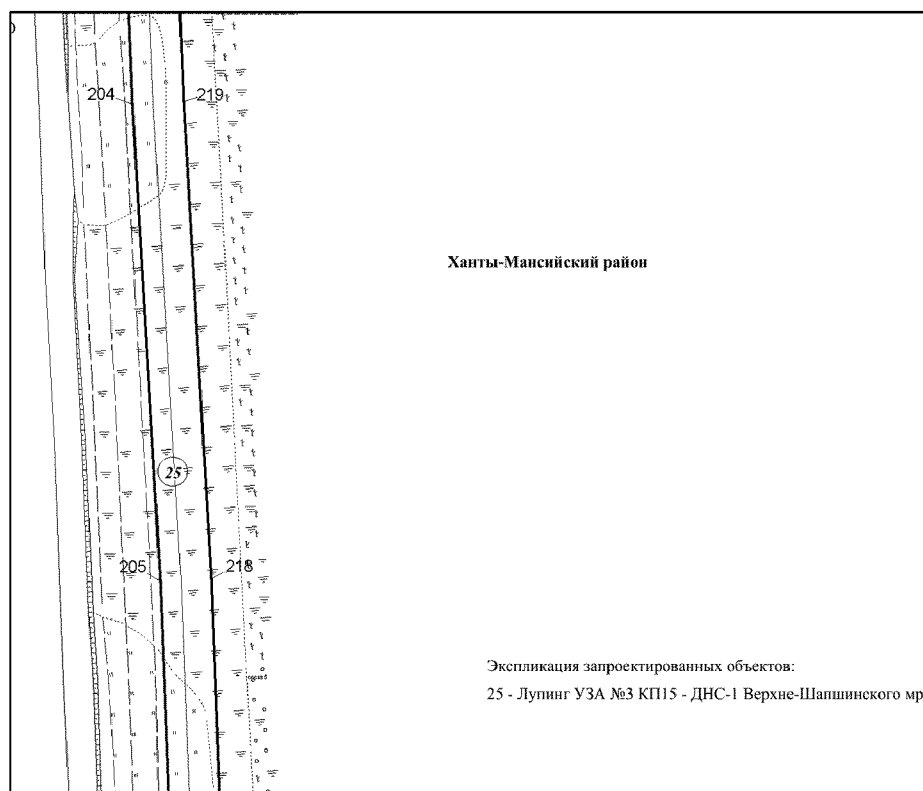 204
219
Ханты-Мансийский район
25
205
218
Экспликация запроектированных объектов:
25 - Лупинг УЗА №3 КП15 - ДНС-1 Верхне-Шапшинского мр